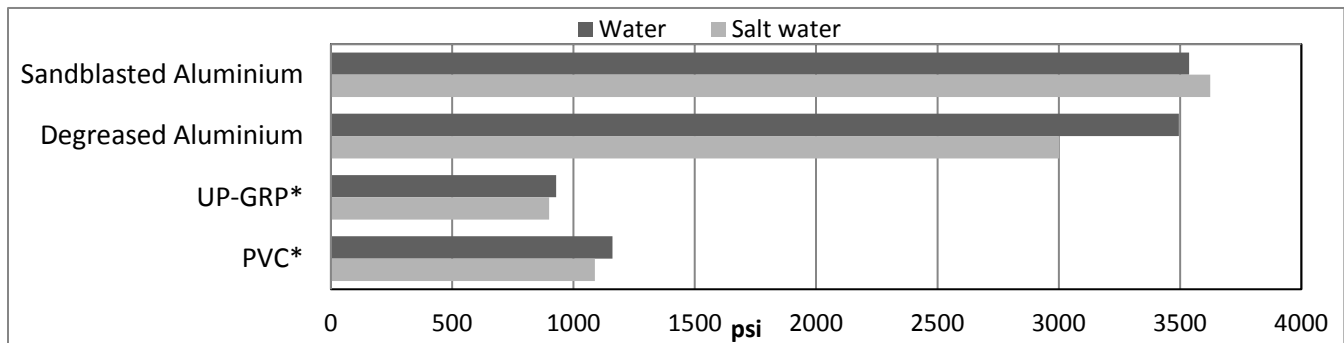 Water Salt water
Sandblasted Aluminium
Degreased Aluminium
UP-GRP*
PVC*
0 500 1000 1500 2000 2500 3000 3500 4000
psi